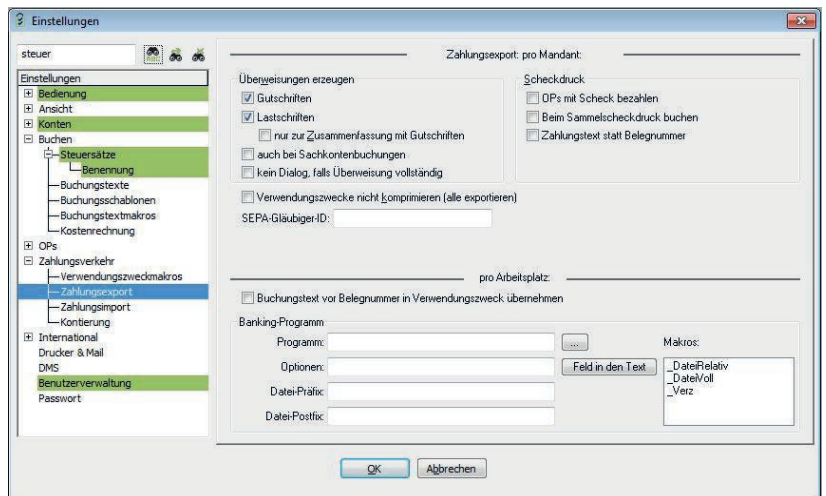 Einstellungen
steuer
Einstellungen
Bedienung
Ansicht
Konten
Buchen
Steuersätze
Benennung
Buchungstexte
Buchungsschablonen
Buchungstextmakros
Kostenrechnung
OPs
Zahlungsverkehr
Verwendungszweckmakros
Zahlungsexport
Zahlungsimport
Kontierung
International
Drucker & Mail
DMS
Benutzerverwaltung
Passwort
Zahlungsexport: pro Mandant:
Überweisungen erzeugen
Gutschriften
Lastschriften
nur zur Zusammenfassung mit Gutschriften
auch bei Sachkontenbuchungen
kein Dialog, falls Überweisung vollständig
Scheckdruck
OPs mit Scheck bezahlen
Beim Sammelscheckdruck buchen
Zahlungstext statt Belegnummer
Verwendungszwecke nicht komprimieren (alle exportieren)
SEPA-Gläubiger-ID:
pro Arbeitsplatz:
Buchungstext vor Belegnummer in Verwendungszweck übernehmen
Banking-Programm
Programm: ...
Optionen: Feld in den Text
Datei-Präfix:
Datei-Postfix:
Makros:
_DateiRelativ
_DateiVoll
_Verz
OK Abbrechen